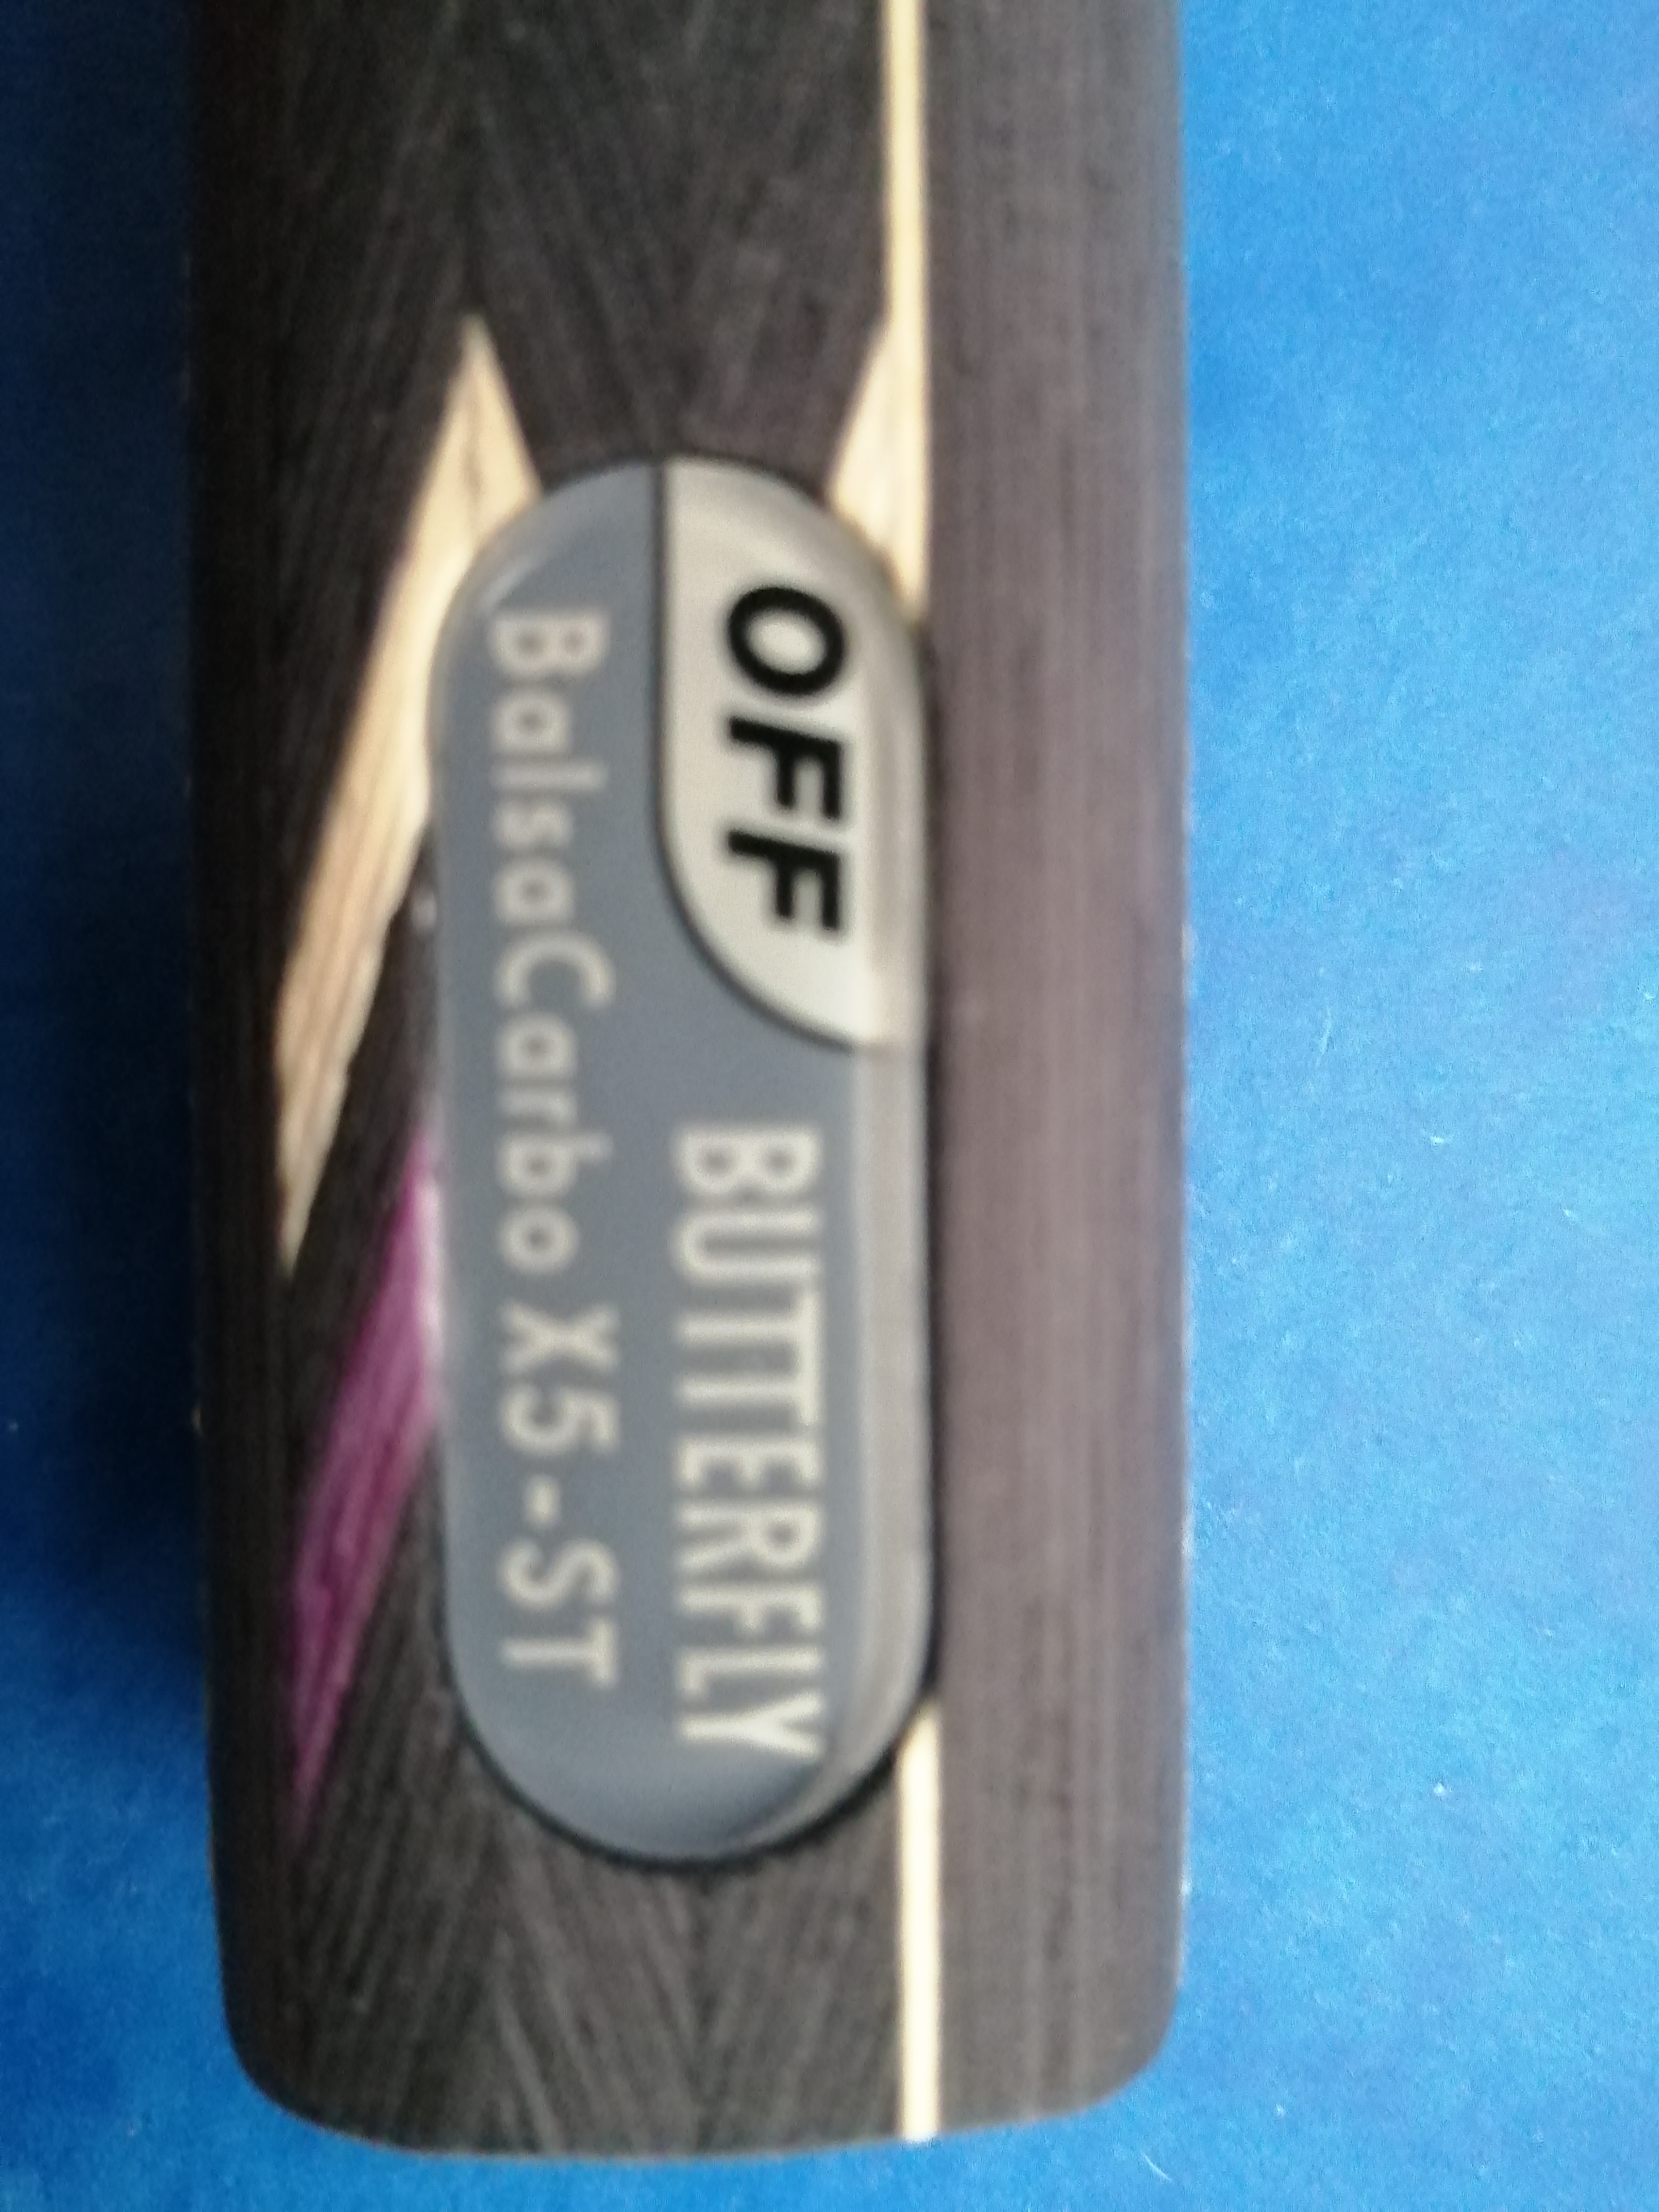 OFF
BUTTERFLY
BalsaCarbo X5-ST